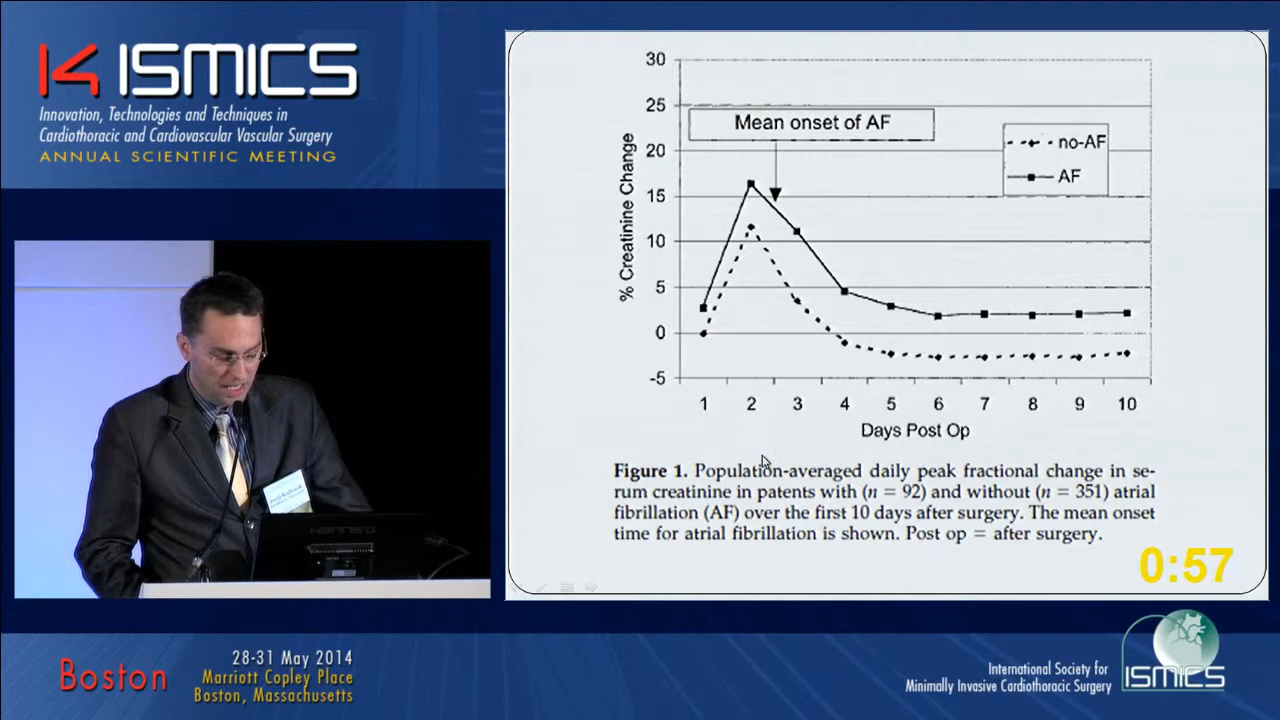 ISMICS
Innovation, Technologies and Techniques in
Cardiothoracic and Cardiovascular Vascular Surgery
ANNUAL SCIENTIFIC MEETING
30
25
20
15
10
5
0
-5
% Creatinine Change
Mean onset of AF
no-AF
AF
1 2 3 4 5 6 7 8 9 10
Days Post Op
Figure 1. Population-averaged daily peak fractional change in se-
rum creatinine in patents with (n = 92) and without (n = 351) atrial
fibrillation (AF) over the first 10 days after surgery. The mean onset
time for atrial fibrillation is shown. Post op = after surgery.
0:57
Boston
28-31 May 2014
Marriott Copley Place
Boston, Massachusetts
International Society for
Minimally Invasive Cardiothoracic Surgery
ISMICS